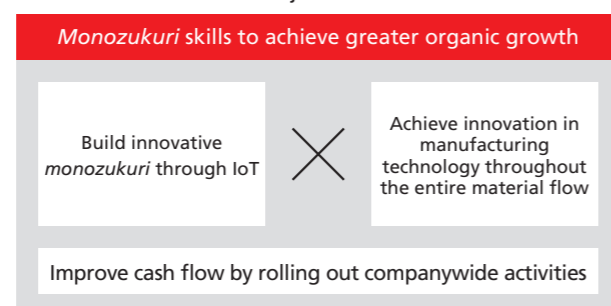 Monozukuri skills to achieve greater organic growth
Build innovative
monozukuri through IoT
Achieve innovation in
manufacturing
technology throughout
the entire material flow
Improve cash flow by rolling out companywide activities